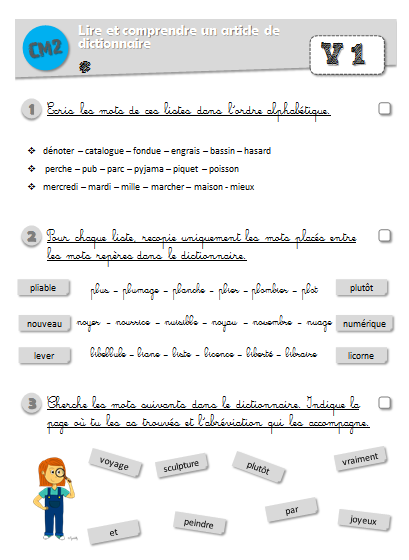 CM2
Lire et comprendre un article de
dictionnaire
V 1
1 Ecris les mots de ces listes dans l'ordre alphabétique.
❖ dénoter – catalogue – fondue – engrais – bassin – hasard
❖ perche – pub – parc – pyjama – piquet – poisson
❖ mercredi – mardi – mille – marcher – maison - mieux
2 Pour chaque liste, recopie uniquement les mots placés entre
les mots repères dans le dictionnaire.
pliable plus – plumage – planche – plier – plombier – plot plutôt
nouveau noyer – nourrice – nuisible – noyau – novembre – nuage numérique
lever libellule – liane – liste – licence – liberté – libraire licorne
3 Cherche les mots suivants dans le dictionnaire. Indique la
page où tu les as trouvés et l'abréviation qui les accompagne.
voyage sculpture plutôt vraiment
et peindre par joyeux